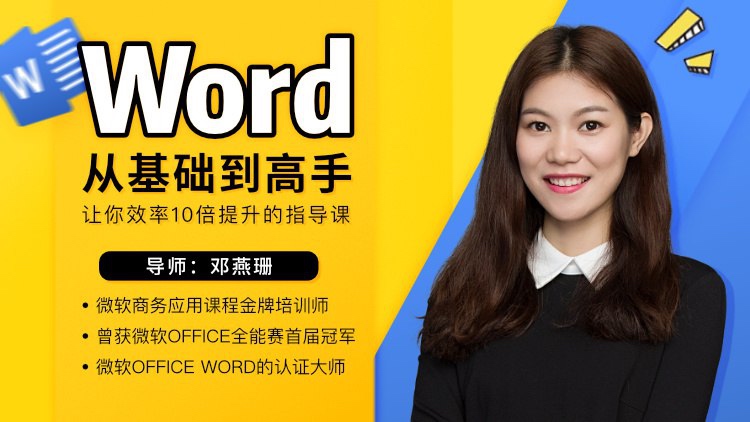 W
Word
从基础到高手
让你效率10倍提升的指导课
导师：邓燕珊
• 微软商务应用课程金牌培训师
• 曾获微软OFFICE全能赛首届冠军
• 微软OFFICE WORD的认证大师